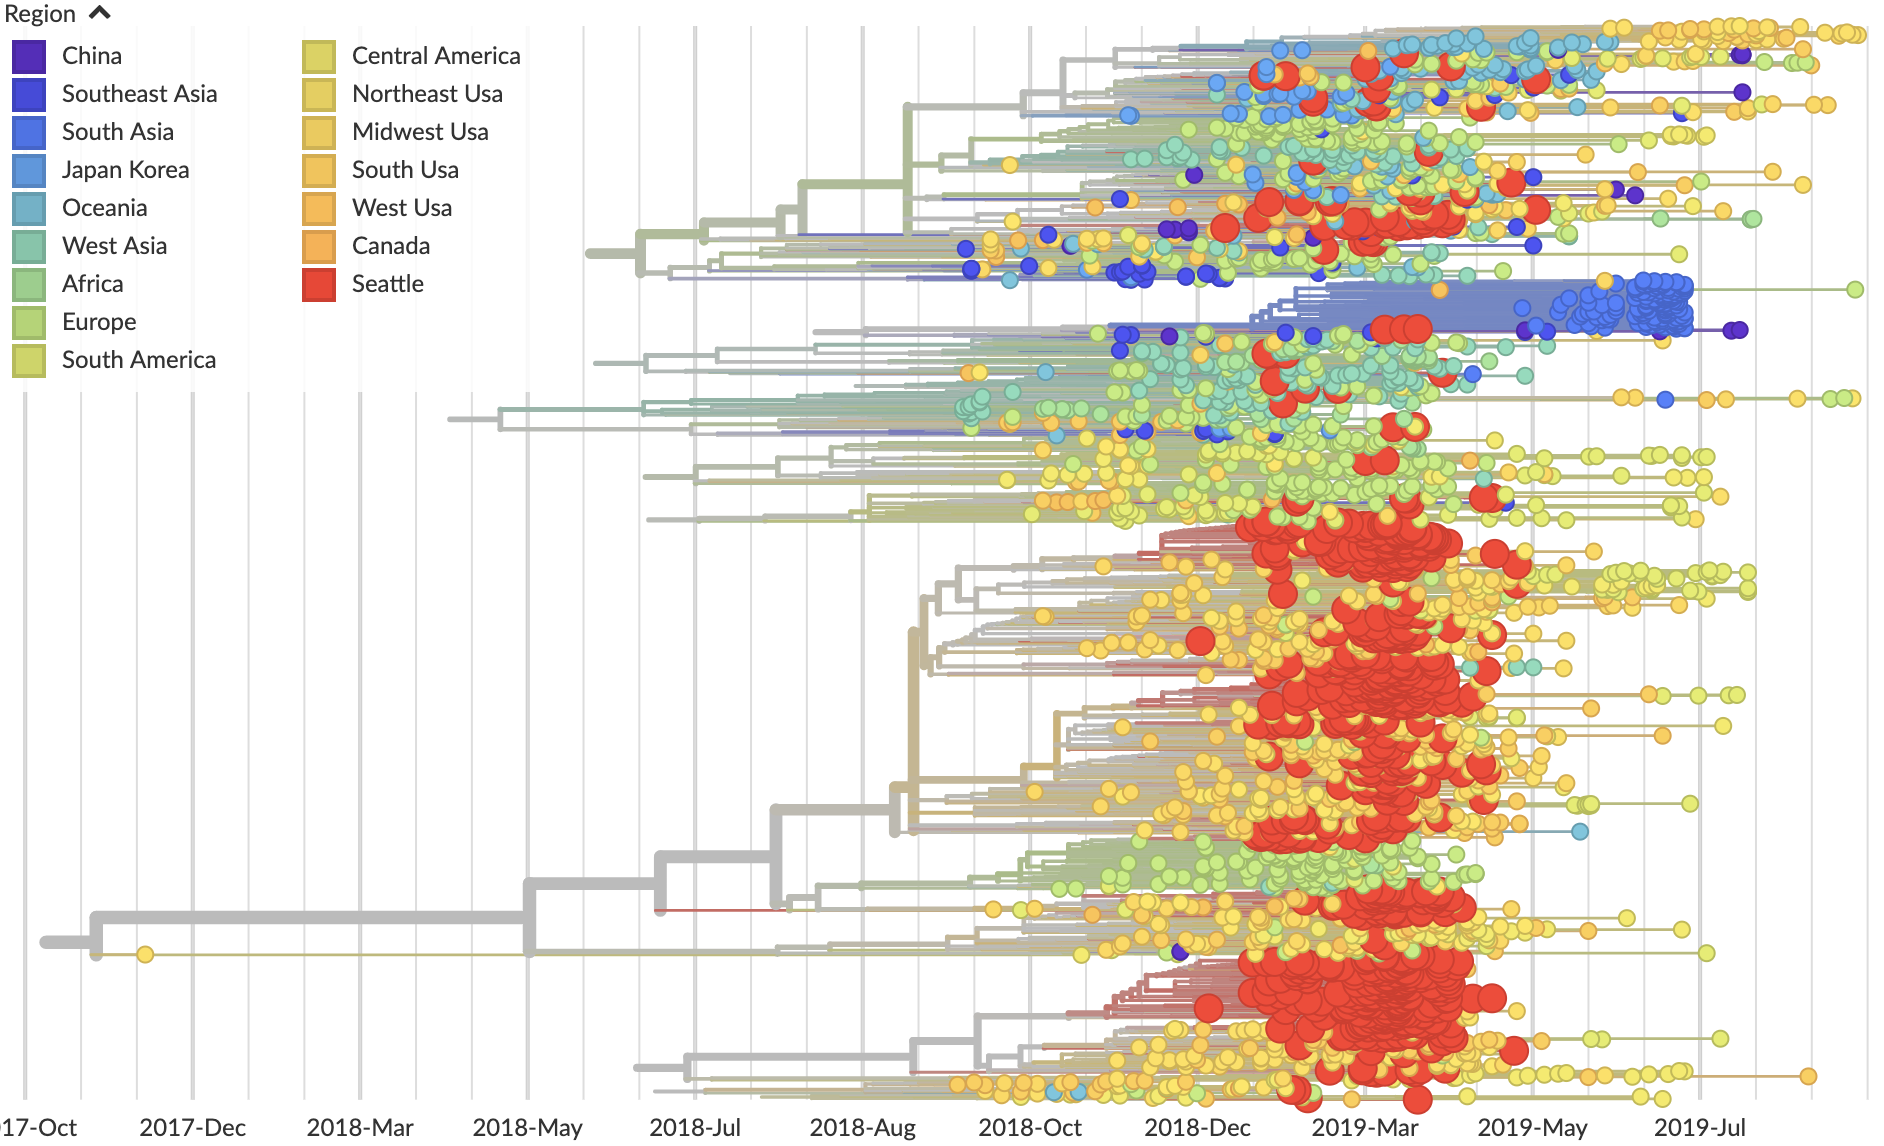 Region
China
Southeast Asia
South Asia
Japan Korea
Oceania
West Asia
Africa
Europe
South America
Central America
Northeast Usa
Midwest Usa
South Usa
West Usa
Canada
Seattle
17-Oct 2017-Dec 2018-Mar 2018-May 2018-Jul 2018-Aug 2018-Oct 2018-Dec 2019-Mar 2019-May 2019-Jul